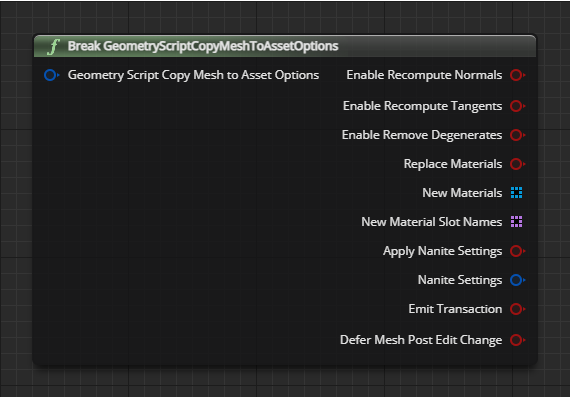 f Break GeometryScriptCopyMeshToAssetOptions
Geometry Script Copy Mesh to Asset Options Enable Recompute Normals
Enable Recompute Tangents
Enable Remove Degenerates
Replace Materials
New Materials
New Material Slot Names
Apply Nanite Settings
Nanite Settings
Emit Transaction
Defer Mesh Post Edit Change